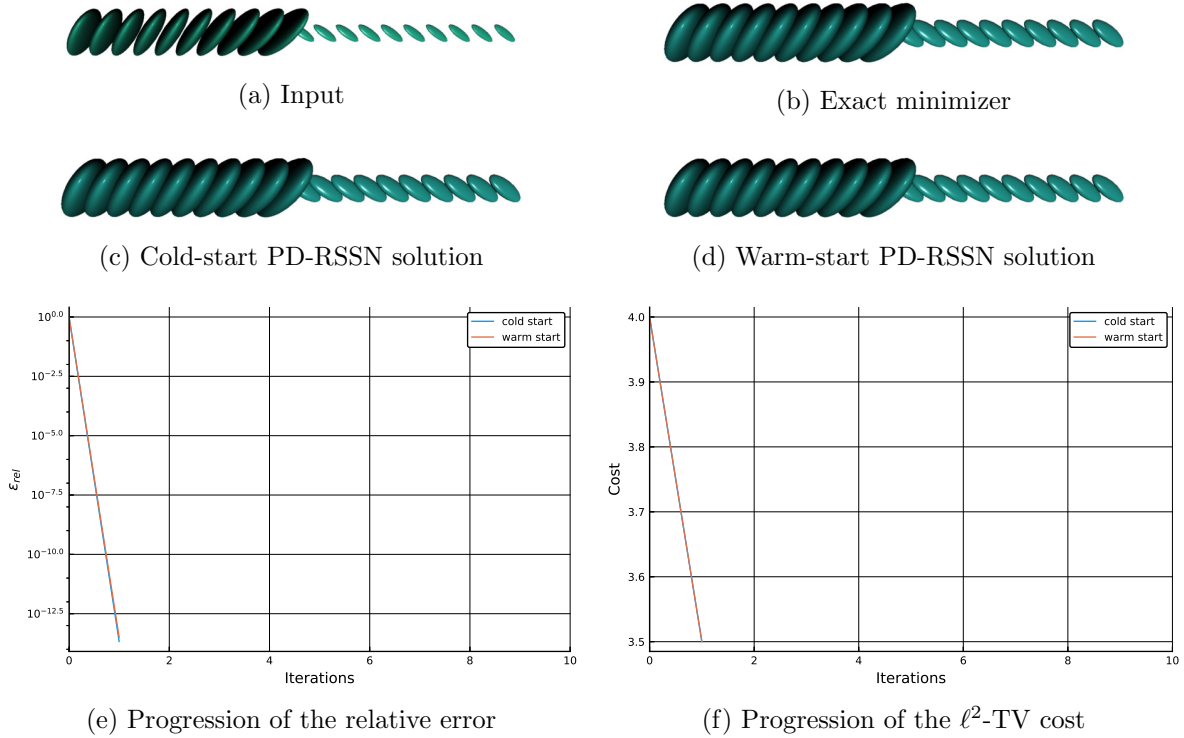 (a) Input
(b) Exact minimizer
(c) Cold-start PD-RSSN solution
(d) Warm-start PD-RSSN solution
10^0.0
10^−2.5
10^−5.0
10^−7.5
10^−10.0
10^−12.5
ε_rel
0 2 4 6 8 10
Iterations
cold start
warm start
4.0
3.9
3.8
3.7
3.6
3.5
Cost
0 2 4 6 8 10
Iterations
cold start
warm start
(e) Progression of the relative error
(f) Progression of the ℓ²-TV cost